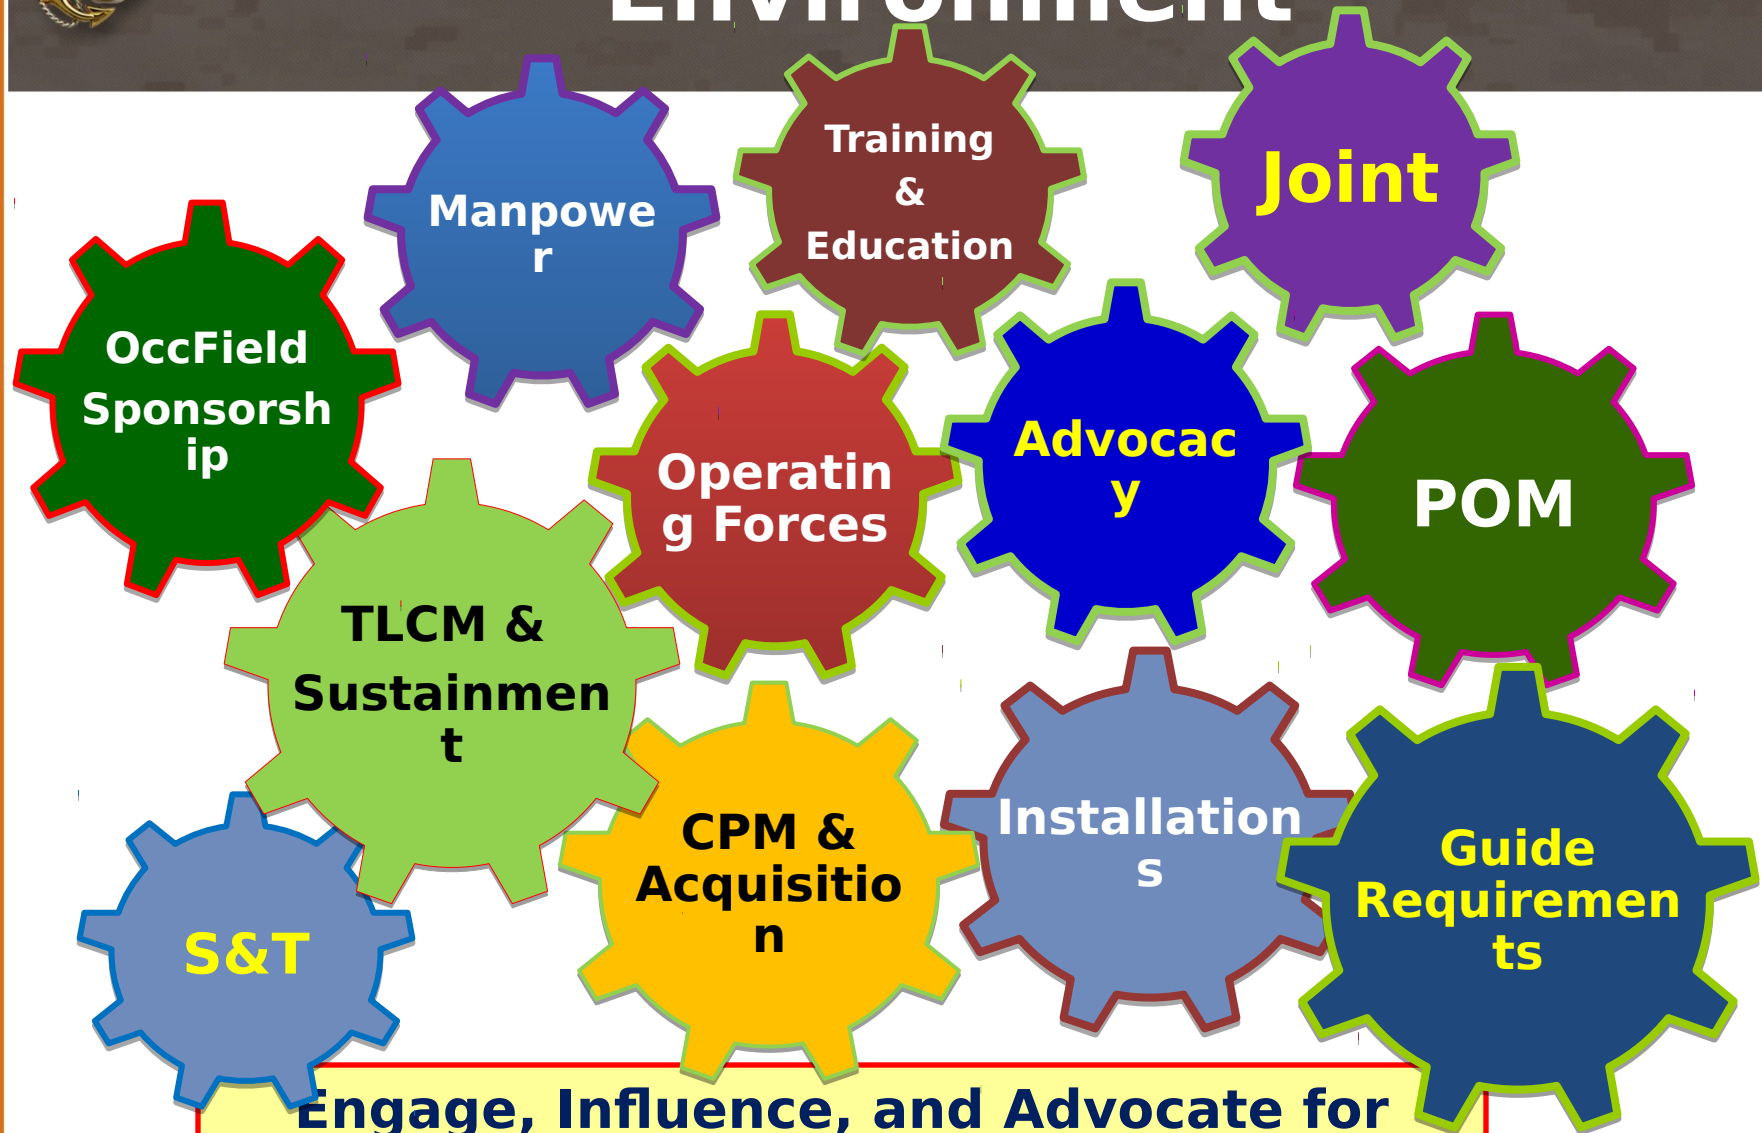 Environment
Training
&
Education
Joint
Manpowe
r
OccField
Sponsorsh
ip
Operatin
g Forces
Advocac
y
POM
TLCM &
Sustainmen
t
CPM &
Acquisitio
n
Installation
s
Guide
Requiremen
ts
S&T
Engage, Influence, and Advocate for